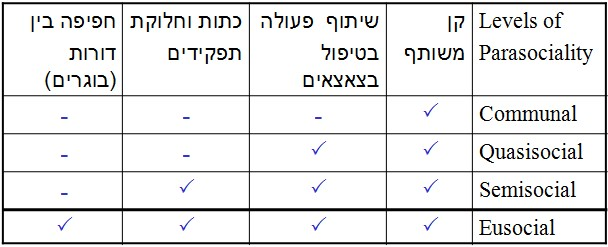 Levels of Parasociality | קן משותף | שיתוף פעולה בטיפול בצאצאים | כתות וחלוקת תפקידים | חפיפה בין דורות (בוגרים)
Communal | ✓ | - | - | -
Quasisocial | ✓ | ✓ | - | -
Semisocial | ✓ | ✓ | ✓ | -
Eusocial | ✓ | ✓ | ✓ | ✓